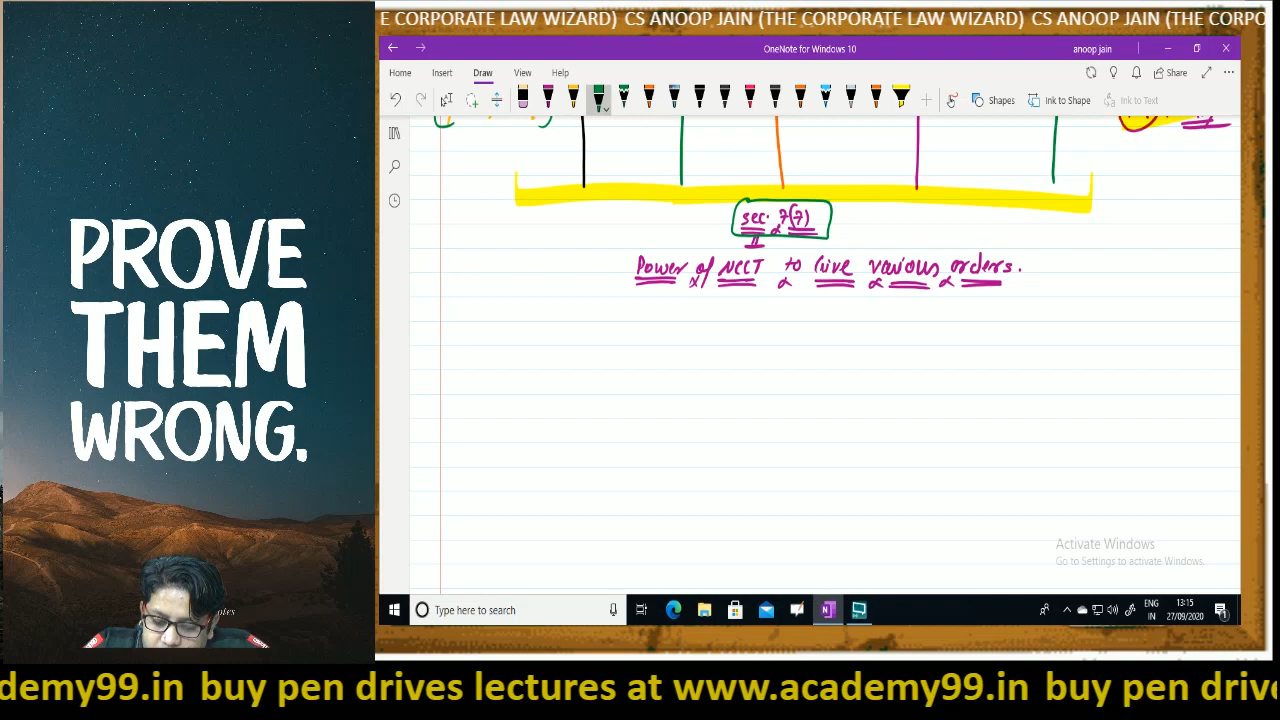 E CORPORATE LAW WIZARD) CS ANOOP JAIN (THE CORPORATE LAW WIZARD) CS ANOOP JAIN (THE CORPO
OneNote for Windows 10
anoop jain
Home Insert Draw View Help
Share
Shapes
Ink to Shape
Ink to Text
PROVE
THEM
WRONG.
sec. 7(7)
Power of NCLT to Give various orders.
Activate Windows
Go to Settings to activate Windows.
Type here to search
ENG
IN
13:15
27/09/2020
demy99.in buy pen drives lectures at www.academy99.in buy pen drive